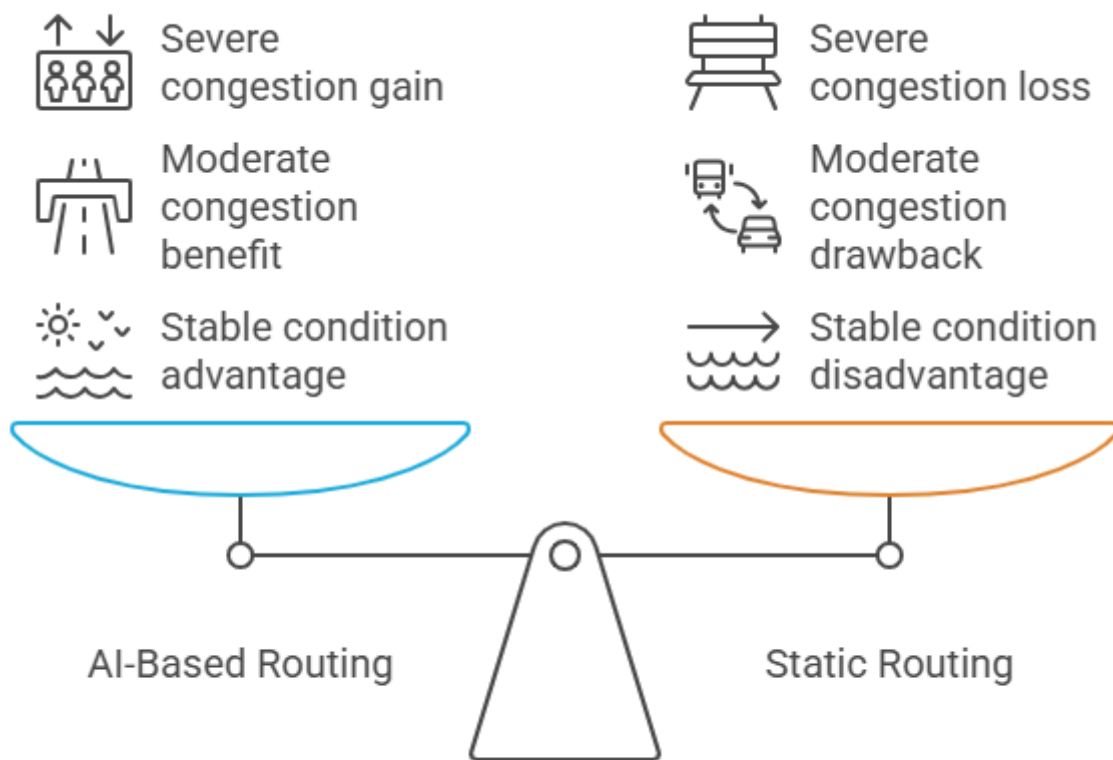 Severe
congestion gain
Moderate
congestion
benefit
Stable condition
advantage
Severe
congestion loss
Moderate
congestion
drawback
Stable condition
disadvantage
AI-Based Routing
Static Routing